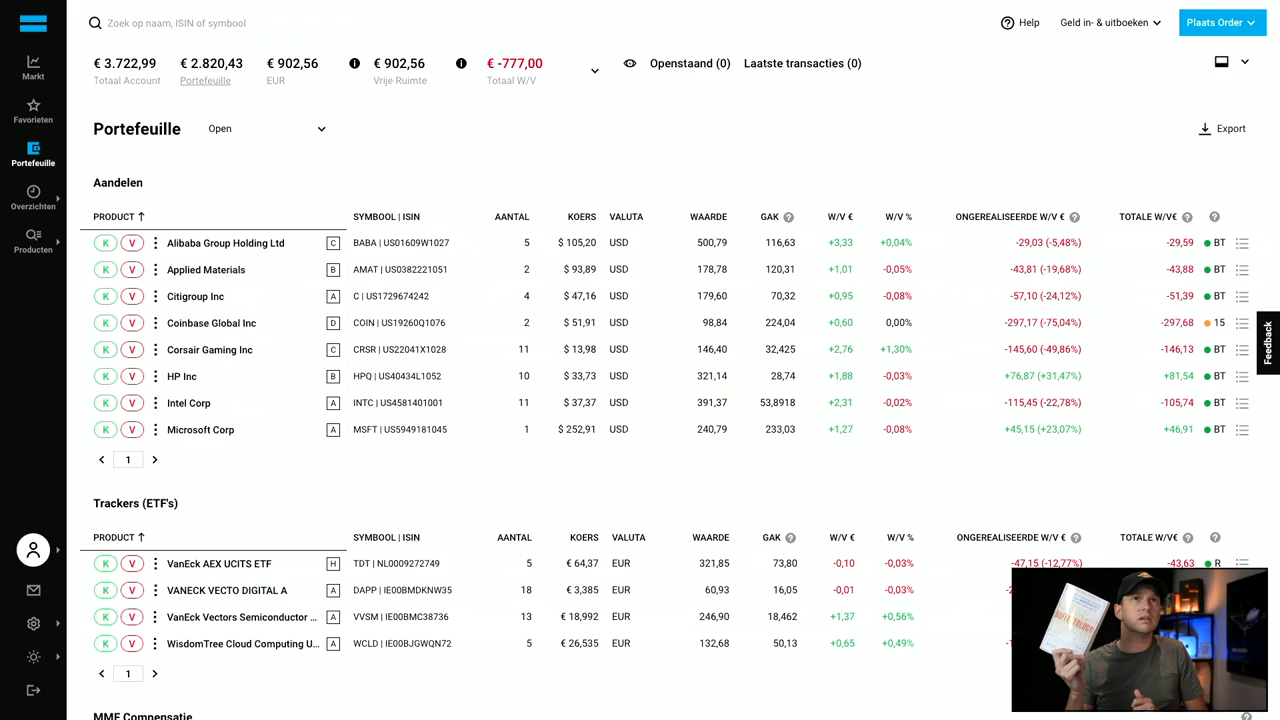 Zoek op naam, ISIN of symbool
Help
Geld in- & uitboeken
Plaats Order
€ 3.722,99 € 2.820,43 € 902,56 € 902,56 € -777,00 Openstaand (0) Laatste transacties (0)
Totaal Account Portefeuille EUR Vrije Ruimte Totaal W/V
Markt
Favorieten
Portefeuille
Overzichten
Producten
Portefeuille Open Export
Aandelen
PRODUCT ↑ SYMBOOL | ISIN AANTAL KOERS VALUTA WAARDE GAK W/V € W/V % ONGEREALISEERDE W/V € TOTALE W/V€
K V Alibaba Group Holding Ltd C BABA | US01609W1027 5 $ 105,20 USD 500,79 116,63 +3,33 +0,04% -29,03 (-5,48%) -29,59 BT
K V Applied Materials B AMAT | US0382221051 2 $ 93,89 USD 178,78 120,31 +1,01 -0,05% -43,81 (-19,68%) -43,88 BT
K V Citigroup Inc A C | US1729674242 4 $ 47,16 USD 179,60 70,32 +0,95 -0,08% -57,10 (-24,12%) -51,39 BT
K V Coinbase Global Inc D COIN | US19260Q1076 2 $ 51,91 USD 98,84 224,04 +0,60 0,00% -297,17 (-75,04%) -297,68 15
K V Corsair Gaming Inc C CRSR | US22041X1028 11 $ 13,98 USD 146,40 32,425 +2,76 +1,30% -145,60 (-49,86%) -146,13 BT
K V HP Inc B HPQ | US40434L1052 10 $ 33,73 USD 321,14 28,74 +1,88 -0,03% +76,87 (+31,47%) +81,54 BT
K V Intel Corp A INTC | US4581401001 11 $ 37,37 USD 391,37 53,8918 +2,31 -0,02% -115,45 (-22,78%) -105,74 BT
K V Microsoft Corp A MSFT | US5949181045 1 $ 252,91 USD 240,79 233,03 +1,27 -0,08% +45,15 (+23,07%) +46,91 BT
1
Feedback
Trackers (ETF's)
PRODUCT ↑ SYMBOOL | ISIN AANTAL KOERS VALUTA WAARDE GAK W/V € W/V % ONGEREALISEERDE W/V € TOTALE W/V€
K V VanEck AEX UCITS ETF H TDT | NL0009272749 5 € 64,37 EUR 321,85 73,80 -0,10 -0,03% -47,15 (-12,77%) -43,63 R
K V VANECK VECTO DIGITAL A A DAPP | IE00BMDKNW35 18 € 3,385 EUR 60,93 16,05 -0,01 -0,03%
K V VanEck Vectors Semiconductor ... A VVSM | IE00BMC38736 13 € 18,992 EUR 246,90 18,462 +1,37 +0,56%
K V WisdomTree Cloud Computing U... A WCLD | IE00BJGWQN72 5 € 26,535 EUR 132,68 50,13 +0,65 +0,49%
1
MMF Compensatie